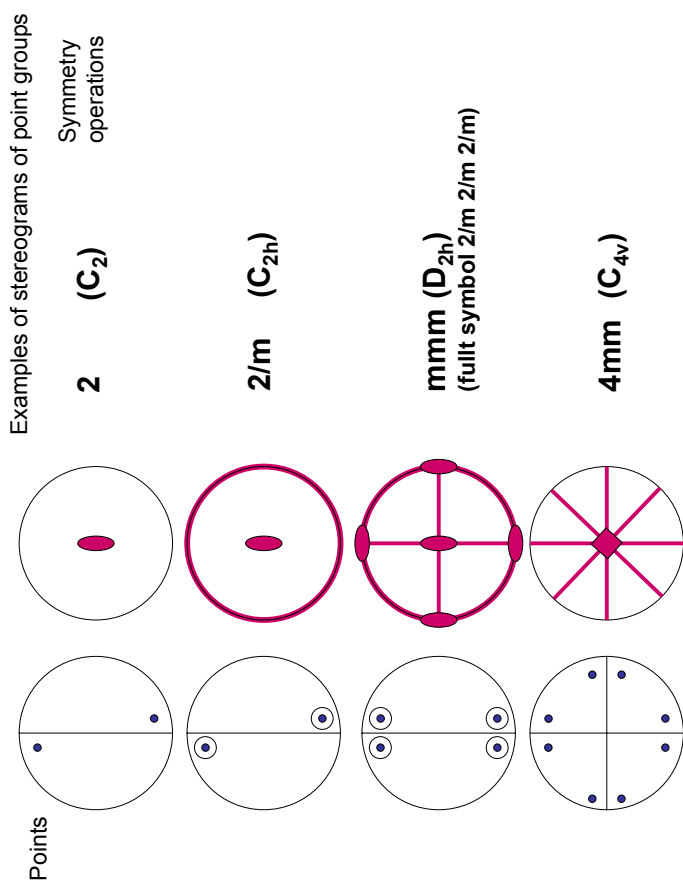 Examples of stereograms of point groups
Points
Symmetry
operations
2 (C2)
2/m (C2h)
mmm (D2h)
(fullt symbol 2/m 2/m 2/m)
4mm (C4v)